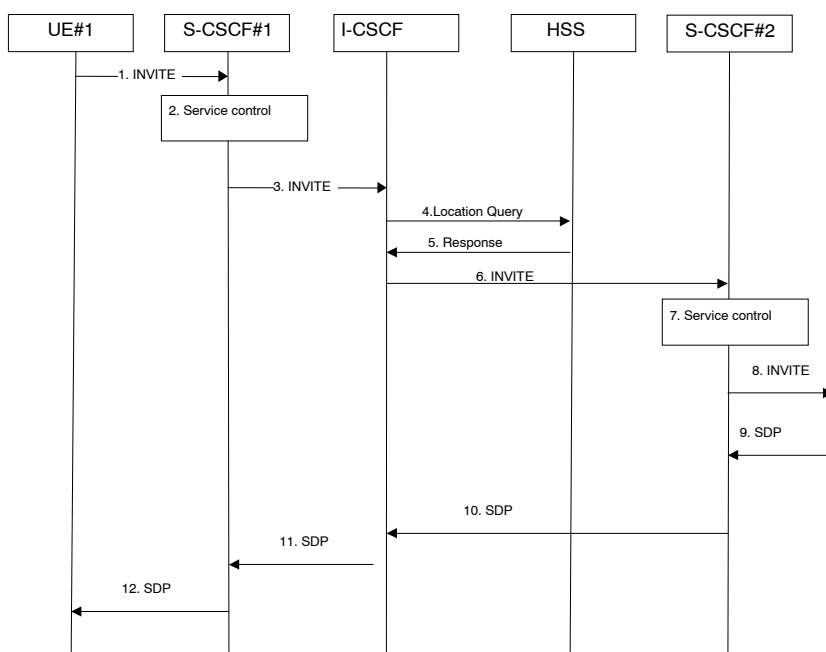 UE#1
S-CSCF#1
I-CSCF
HSS
S-CSCF#2
1. INVITE
2. Service control
3. INVITE
4.Location Query
5. Response
6. INVITE
7. Service control
8. INVITE
9. SDP
10. SDP
11. SDP
12. SDP